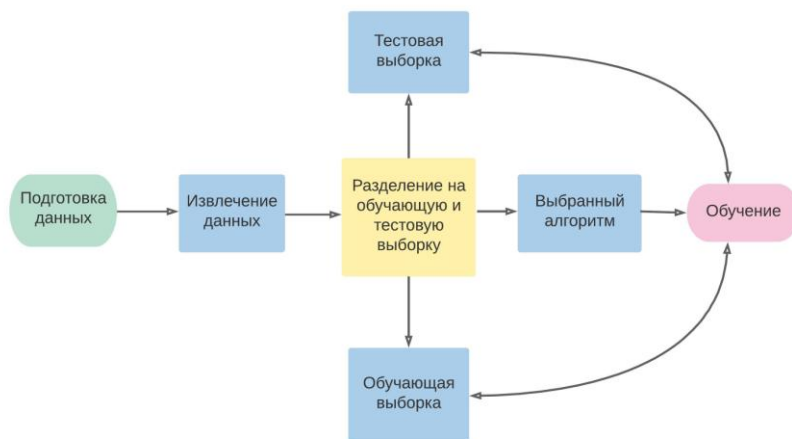 Тестовая
выборка
Подготовка
данных
Извлечение
данных
Разделение на
обучающую и
тестовую
выборку
Выбранный
алгоритм
Обучение
Обучающая
выборка